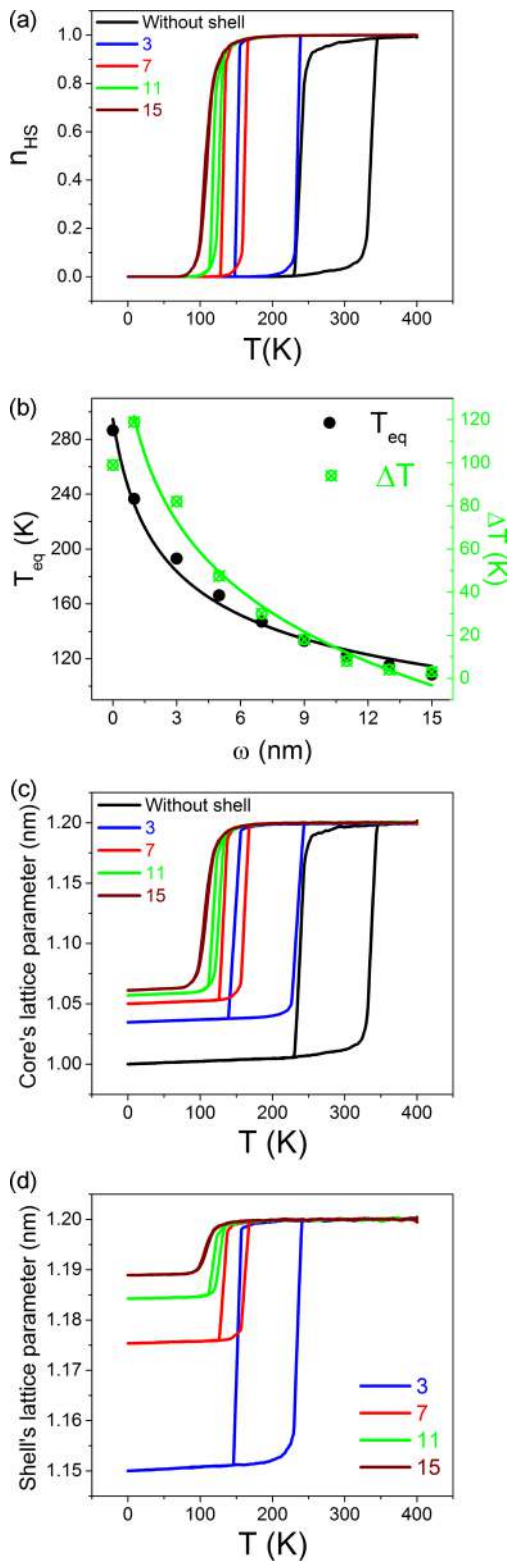 (a)
Without shell
3
7
11
15
n_HS
1.0
0.8
0.6
0.4
0.2
0.0
0 100 200 300 400
T(K)
(b)
T_eq
ΔT
T_eq (K)
280
240
200
160
120
ΔT (K)
120
100
80
60
40
20
0
0 3 6 9 12 15
ω (nm)
(c)
Without shell
3
7
11
15
Core's lattice parameter (nm)
1.20
1.15
1.10
1.05
1.00
0 100 200 300 400
T (K)
(d)
Shell's lattice parameter (nm)
1.20
1.19
1.18
1.17
1.16
1.15
3
7
11
15
0 100 200 300 400
T (K)